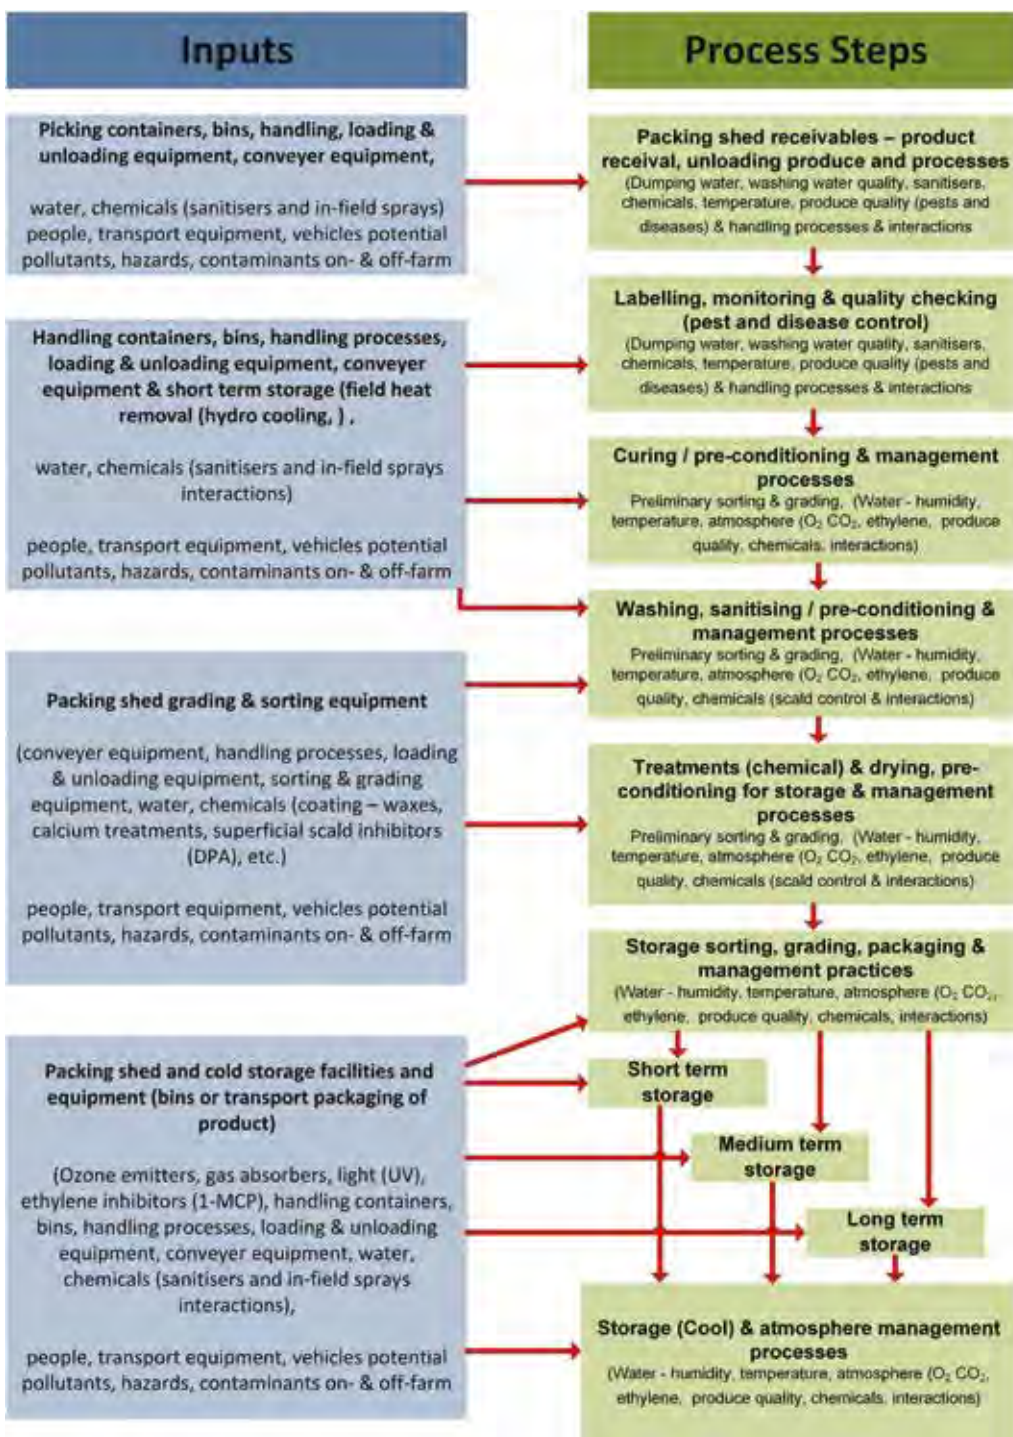 Inputs
Picking containers, bins, handling, loading &
unloading equipment, conveyer equipment,
water, chemicals (sanitisers and in-field sprays)
people, transport equipment, vehicles potential
pollutants, hazards, contaminants on- & off-farm
Handling containers, bins, handling processes,
loading & unloading equipment, conveyer
equipment & short term storage (field heat
removal (hydro cooling, ) ,
water, chemicals (sanitisers and in-field sprays
interactions)
people, transport equipment, vehicles potential
pollutants, hazards, contaminants on- & off-farm
Packing shed grading & sorting equipment
(conveyer equipment, handling processes, loading
& unloading equipment, sorting & grading
equipment, water, chemicals (coating – waxes,
calcium treatments, superficial scald inhibitors
(DPA), etc.)
people, transport equipment, vehicles potential
pollutants, hazards, contaminants on- & off-farm
Packing shed and cold storage facilities and
equipment (bins or transport packaging of
product)
(Ozone emitters, gas absorbers, light (UV),
ethylene inhibitors (1-MCP), handling containers,
bins, handling processes, loading & unloading
equipment, conveyer equipment, water,
chemicals (sanitisers and in-field sprays
interactions),
people, transport equipment, vehicles potential
pollutants, hazards, contaminants on- & off-farm
Process Steps
Packing shed receivables – product
receival, unloading produce and processes
(Dumping water, washing water quality, sanitisers,
chemicals, temperature, produce quality (pests and
diseases) & handling processes & interactions
Labelling, monitoring & quality checking
(pest and disease control)
(Dumping water, washing water quality, sanitisers,
chemicals, temperature, produce quality (pests and
diseases) & handling processes & interactions
Curing / pre-conditioning & management
processes
Preliminary sorting & grading, (Water - humidity,
temperature, atmosphere (O₂ CO₂, ethylene, produce
quality, chemicals, interactions)
Washing, sanitising / pre-conditioning &
management processes
Preliminary sorting & grading, (Water - humidity,
temperature, atmosphere (O₂ CO₂, ethylene, produce
quality, chemicals (scald control & interactions)
Treatments (chemical) & drying, pre-
conditioning for storage & management
processes
Preliminary sorting & grading, (Water - humidity,
temperature, atmosphere (O₂ CO₂, ethylene, produce
quality, chemicals (scald control & interactions)
Storage sorting, grading, packaging &
management practices
(Water - humidity, temperature, atmosphere (O₂ CO₂,
ethylene, produce quality, chemicals, interactions)
Short term
storage
Medium term
storage
Long term
storage
Storage (Cool) & atmosphere management
processes
(Water - humidity, temperature, atmosphere (O₂ CO₂,
ethylene, produce quality, chemicals, interactions)